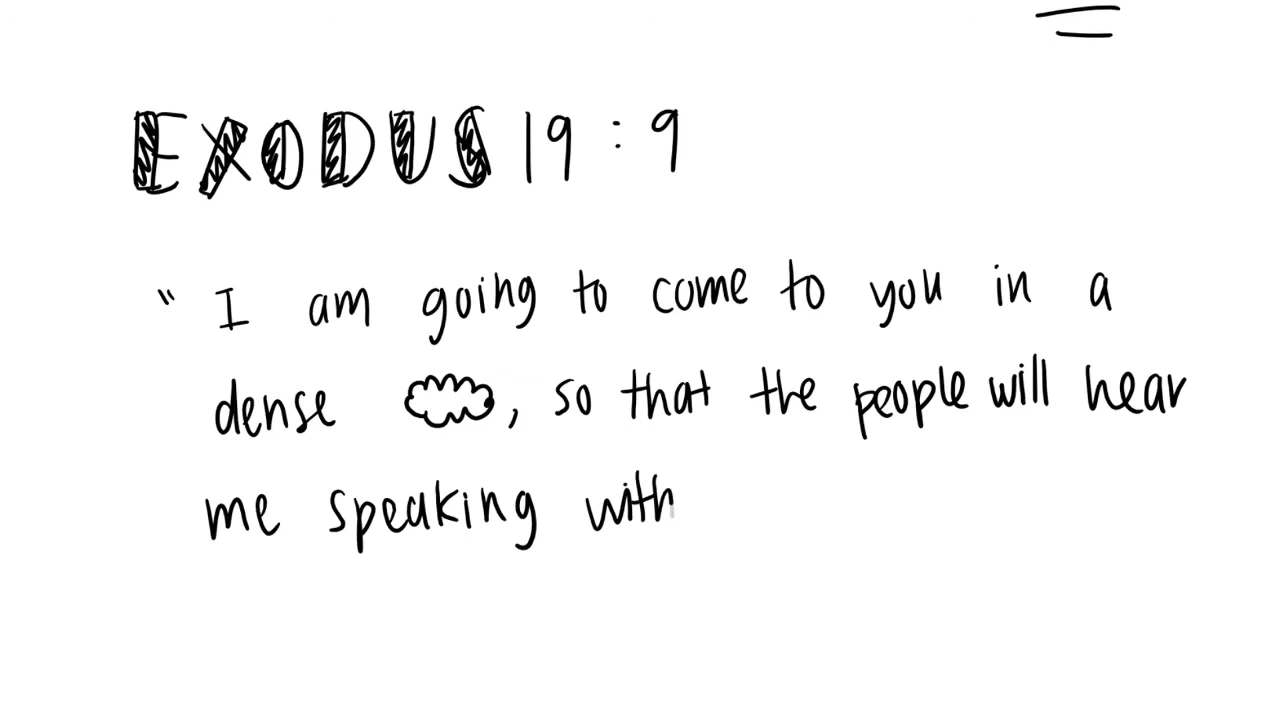 EXODUS 19:9
"I am going to come to you in a
dense , so that the people will hear
me speaking with